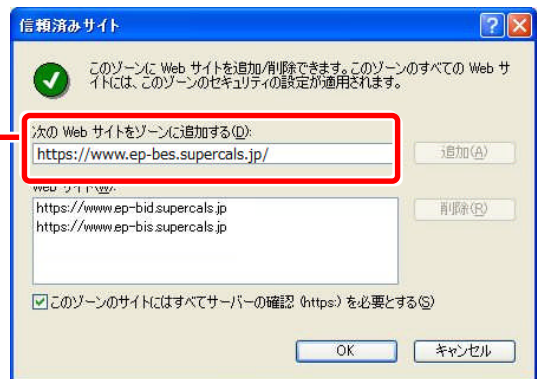 信頼済みサイト
このゾーンに Web サイトを追加/削除できます。このゾーンのすべての Web サ
イトには、このゾーンのセキュリティの設定が適用されます。
次の Web サイトをゾーンに追加する(D):
https://www.ep-bes.supercals.jp/
追加(A)
Web サイト(W):
https://www.ep-bid.supercals.jp
https://www.ep-bis.supercals.jp
削除(R)
このゾーンのサイトにはすべてサーバーの確認 (https:) を必要とする(S)
OK
キャンセル